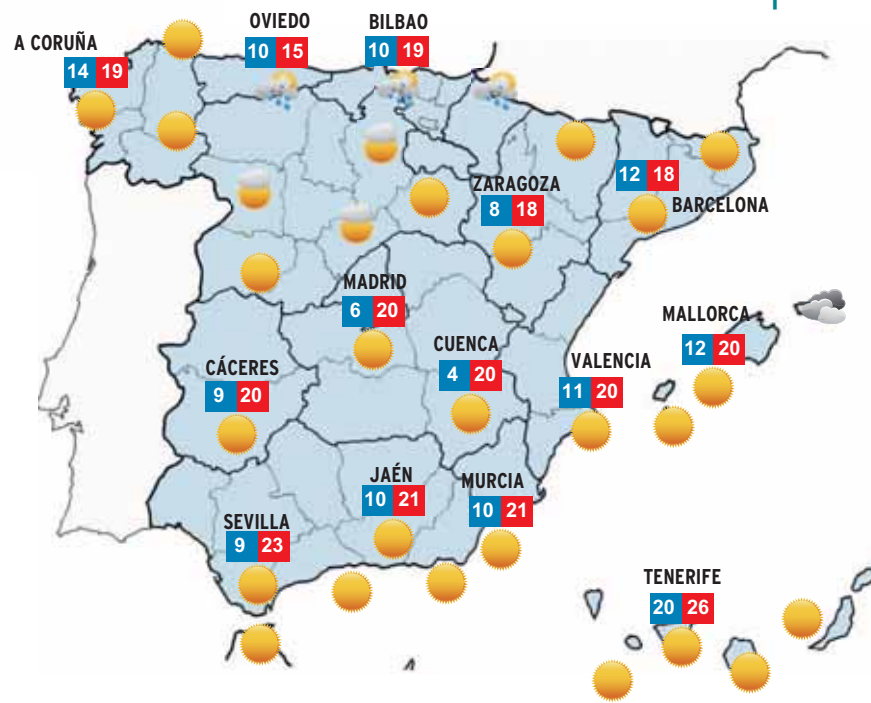 OVIEDO
10 15
BILBAO
10 19
A CORUÑA
14 19
ZARAGOZA
8 18
12 18
BARCELONA
MADRID
6 20
MALLORCA
12 20
CUENCA
4 20
VALENCIA
11 20
CÁCERES
9 20
JAÉN
10 21
MURCIA
10 21
SEVILLA
9 23
TENERIFE
20 26